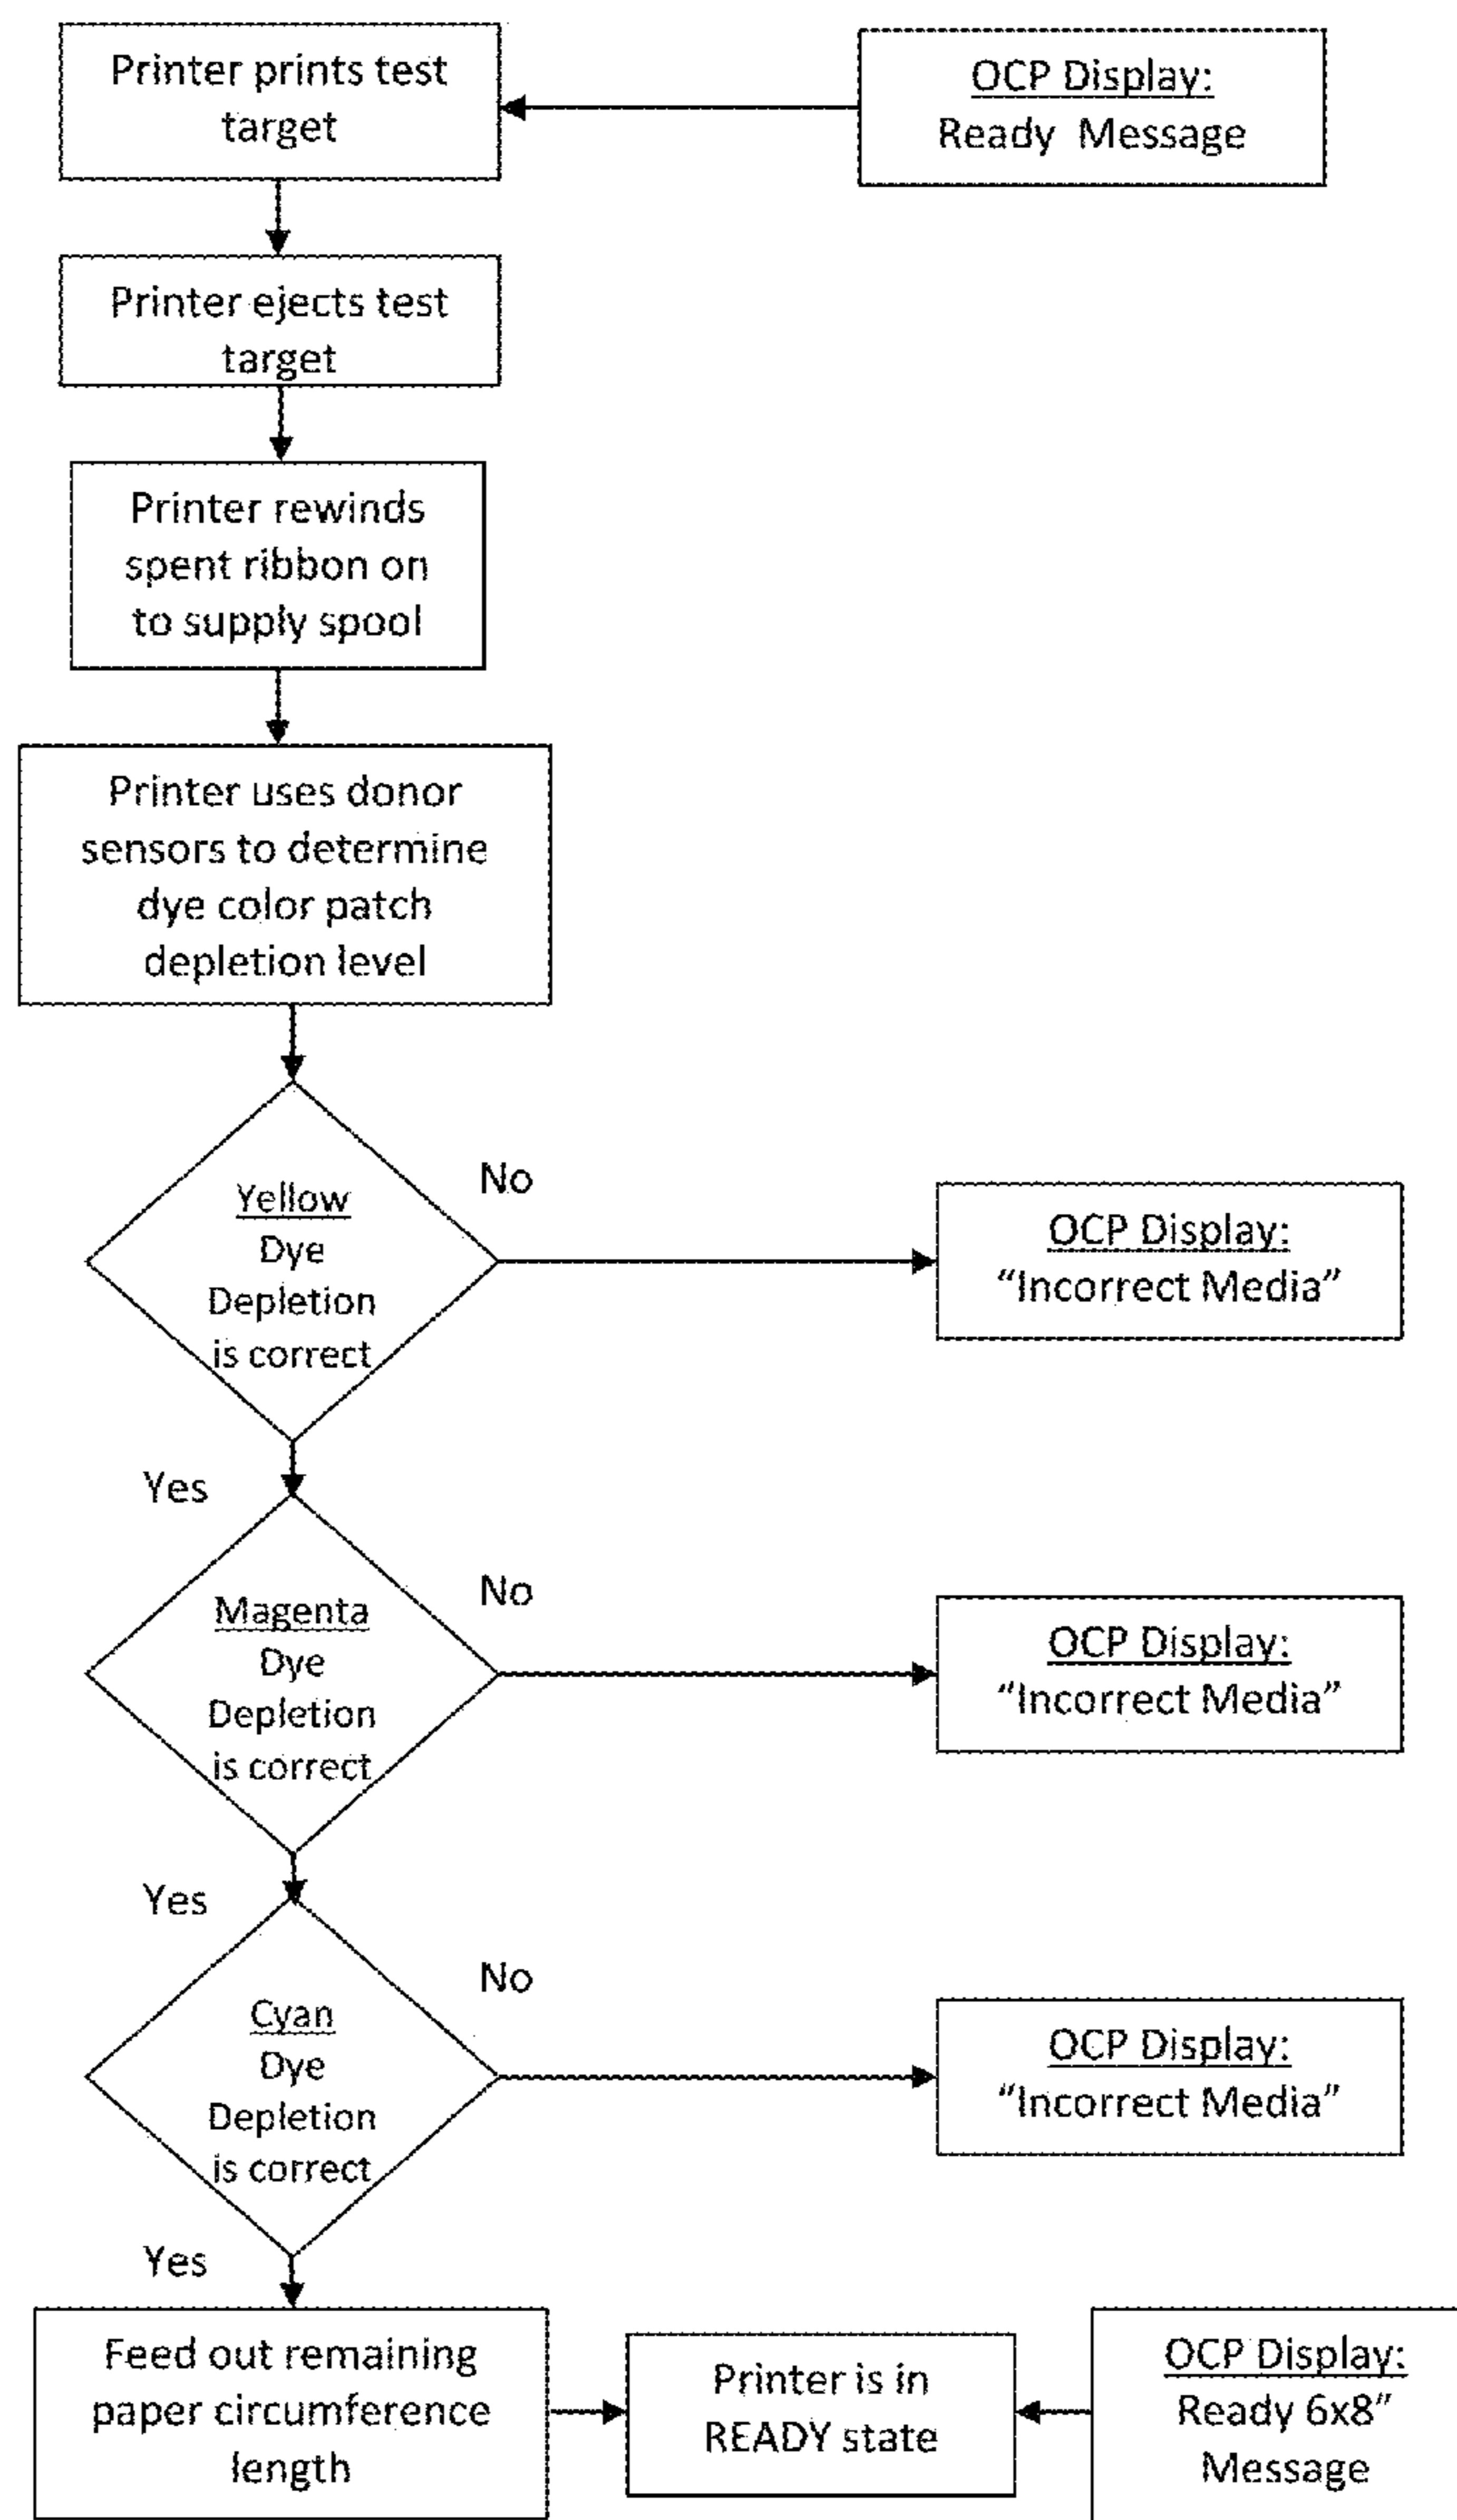 Printer prints test
target
OCP Display:
Ready Message
Printer ejects test
target
Printer rewinds
spent ribbon on
to supply spool
Printer uses donor
sensors to determine
dye color patch
depletion level
Yellow
Dye
Depletion
is correct
No
OCP Display:
“Incorrect Media”
Yes
Magenta
Dye
Depletion
is correct
No
OCP Display:
“Incorrect Media”
Yes
Cyan
Dye
Depletion
is correct
No
OCP Display:
“Incorrect Media”
Yes
Feed out remaining
paper circumference
length
Printer is in
READY state
OCP Display:
Ready 6x8”
Message